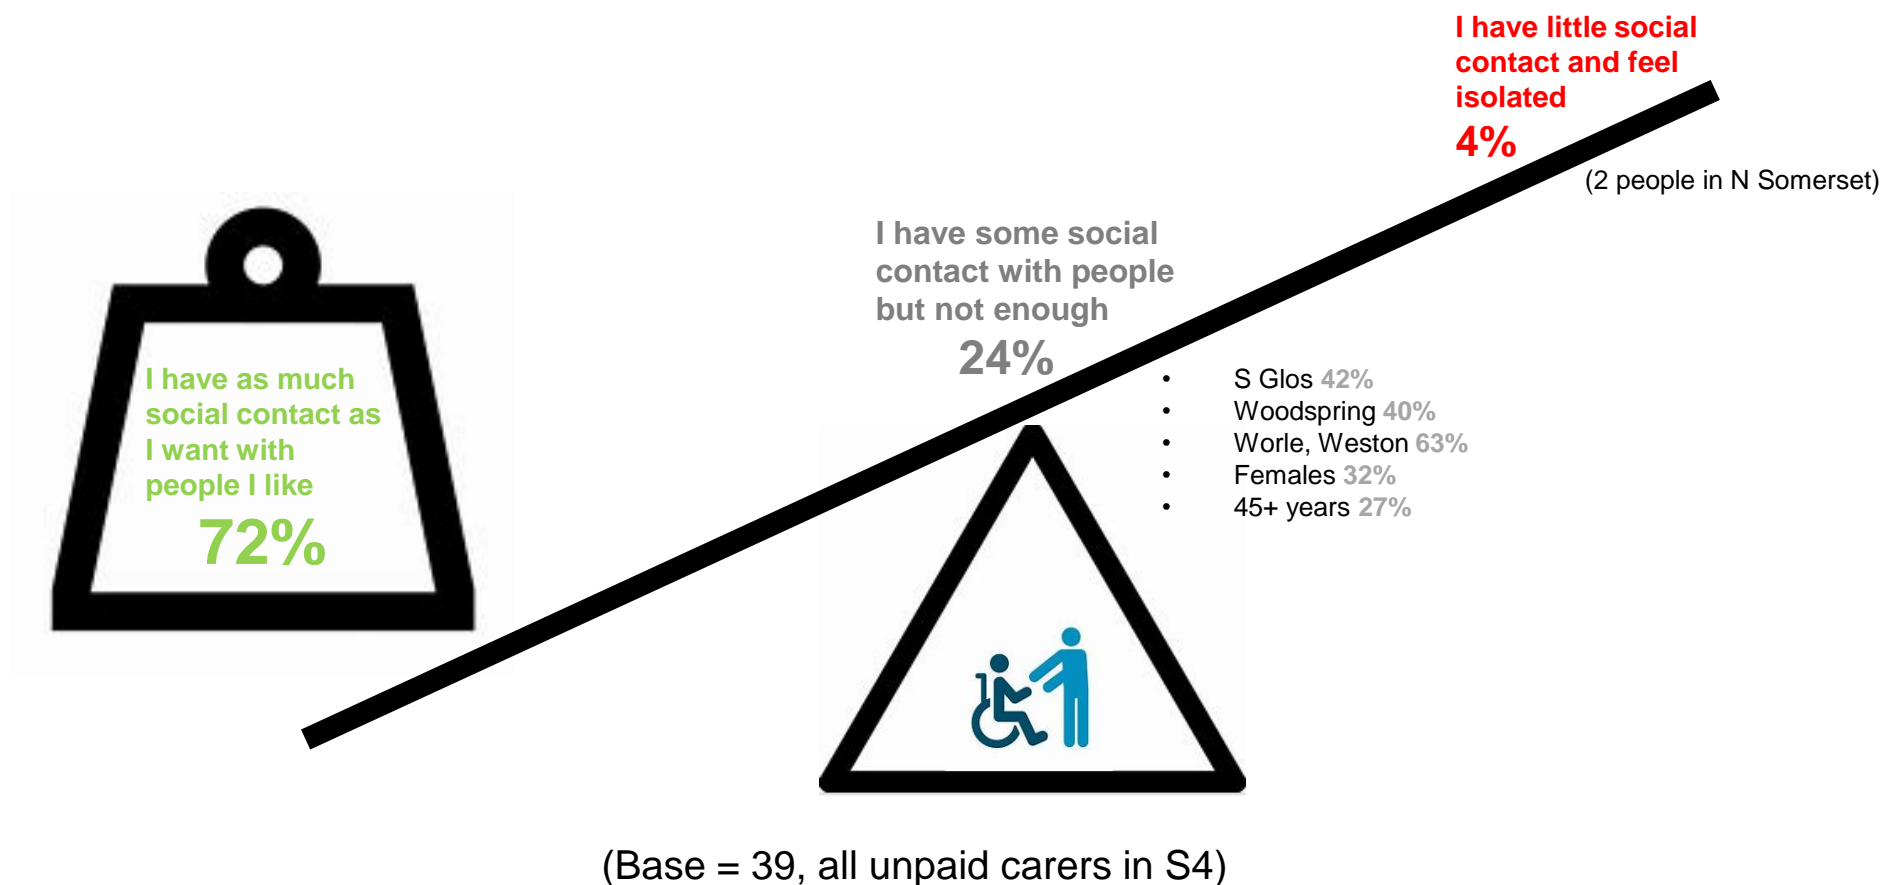 I have little social
contact and feel
isolated
4%
(2 people in N Somerset)
I have some social
contact with people
but not enough
24%
I have as much
social contact as
I want with
people I like
72%
• S Glos 42%
• Woodspring 40%
• Worle, Weston 63%
• Females 32%
• 45+ years 27%
(Base = 39, all unpaid carers in S4)